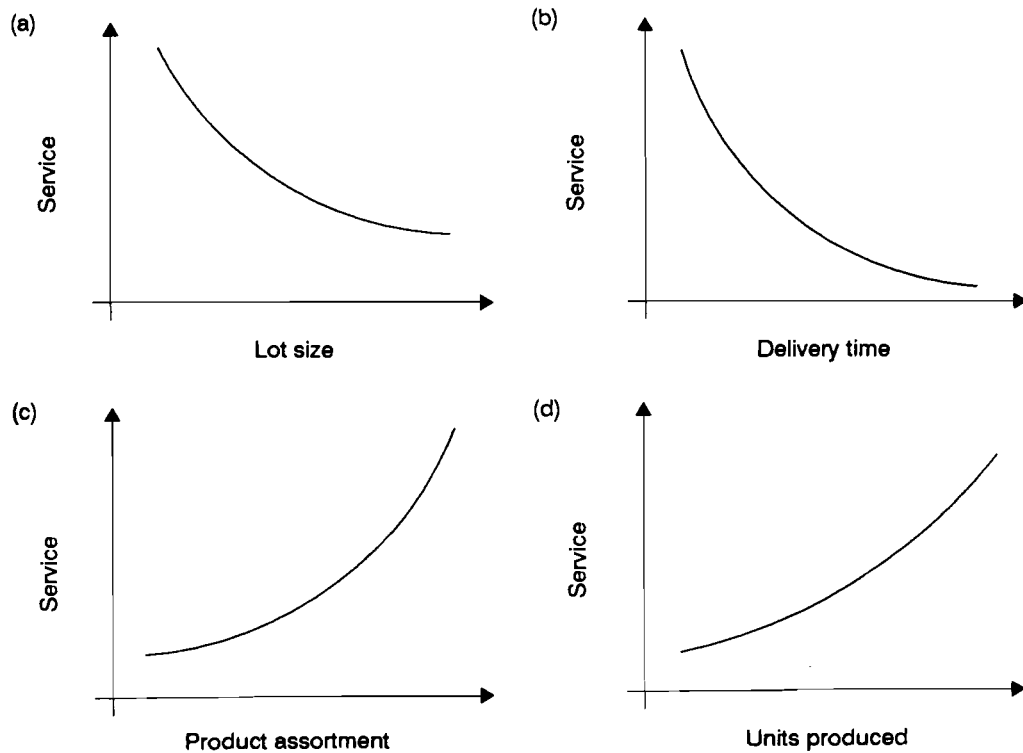 (a)
Service
Lot size
(b)
Service
Delivery time
(c)
Service
Product assortment
(d)
Service
Units produced